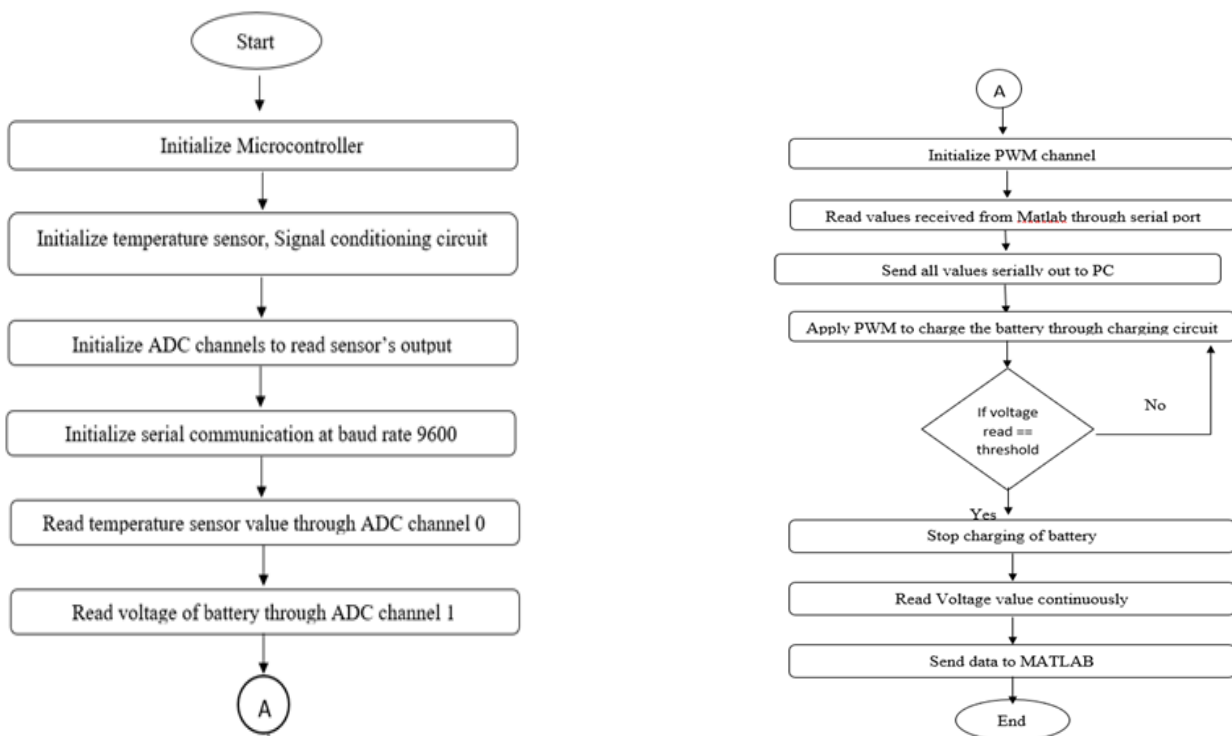 Start
Initialize Microcontroller
Initialize temperature sensor, Signal conditioning circuit
Initialize ADC channels to read sensor's output
Initialize serial communication at baud rate 9600
Read temperature sensor value through ADC channel 0
Read voltage of battery through ADC channel 1
A
A
Initialize PWM channel
Read values received from Matlab through serial port
Send all values serially out to PC
Apply PWM to charge the battery through charging circuit
If voltage
read ==
threshold
No
Yes
Stop charging of battery
Read Voltage value continuously
Send data to MATLAB
End